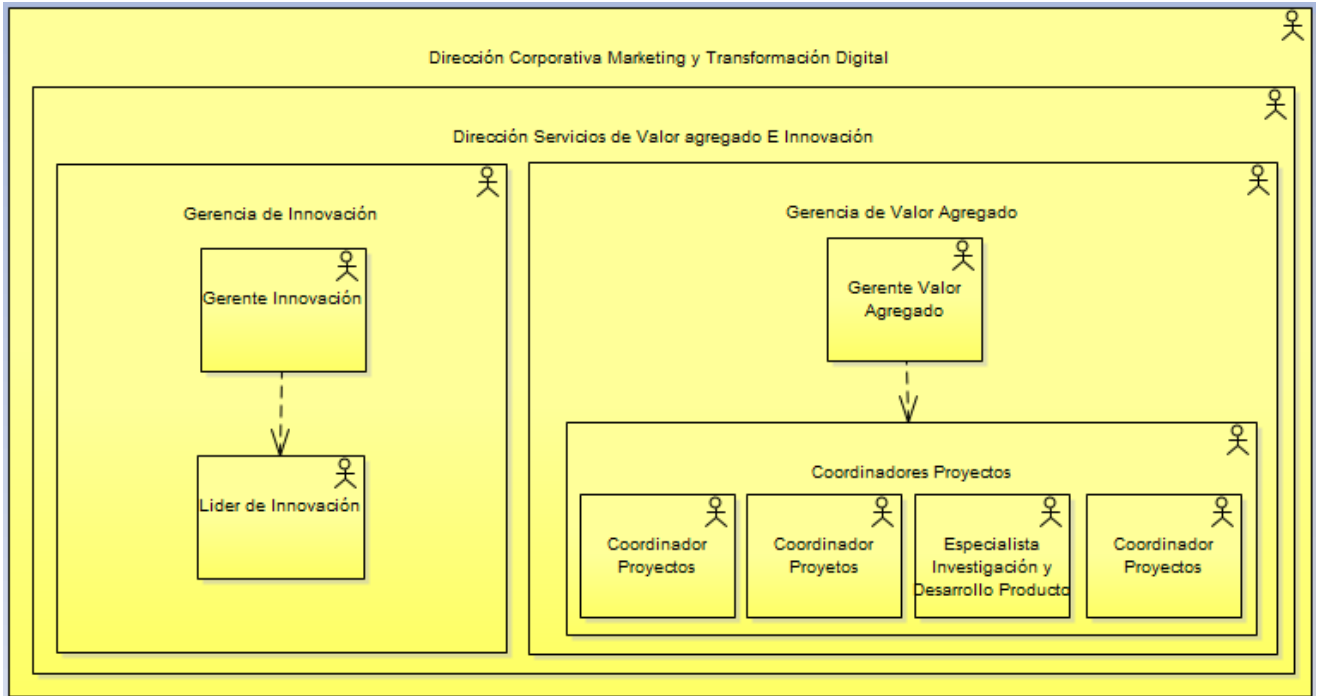 Dirección Corporativa Marketing y Transformación Digital
Dirección Servicios de Valor agregado E Innovación
Gerencia de Innovación
Gerente Innovación
Lider de Innovación
Gerencia de Valor Agregado
Gerente Valor
Agregado
Coordinadores Proyectos
Coordinador
Proyectos
Coordinador
Proyetos
Especialista
Investigación y
Desarrollo Producto
Coordinador
Proyectos